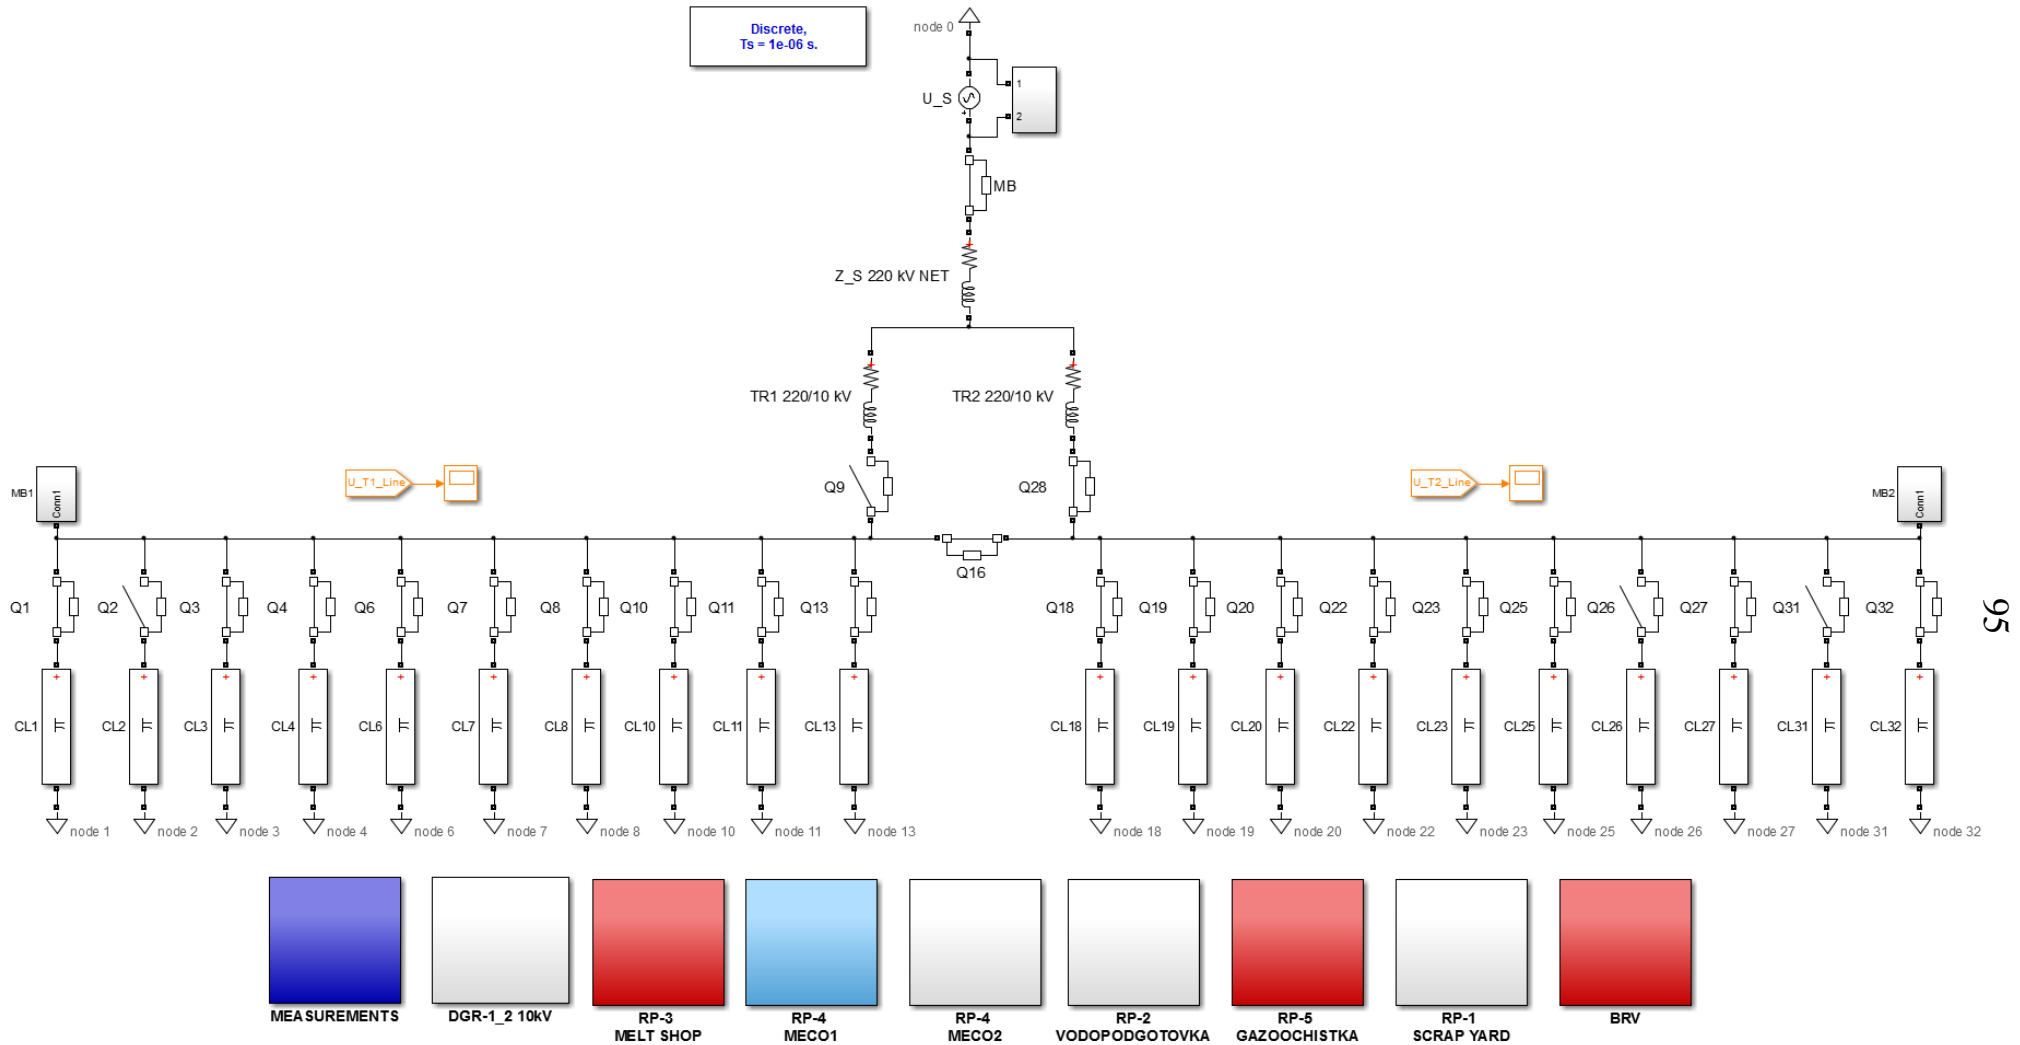 Discrete,
Ts = 1e-06 s.
node 0
1
U_S
+
2
MB
Z_S 220 kV NET
TR1 220/10 kV
TR2 220/10 kV
MB1
Conn1
U_T1_Line
Q9
Q28
U_T2_Line
MB2
Conn1
Q16
Q1
Q2
Q3
Q4
Q6
Q7
Q8
Q10
Q11
Q13
Q18
Q19
Q20
Q22
Q23
Q25
Q26
Q27
Q31
Q32
95
CL1
CL2
CL3
CL4
CL6
CL7
CL8
CL10
CL11
CL13
CL18
CL19
CL20
CL22
CL23
CL25
CL26
CL27
CL31
CL32
node 1
node 2
node 3
node 4
node 6
node 7
node 8
node 10
node 11
node 13
node 18
node 19
node 20
node 22
node 23
node 25
node 26
node 27
node 31
node 32
MEASUREMENTS
DGR-1_2 10kV
RP-3
MELT SHOP
RP-4
MECO1
RP-4
MECO2
RP-2
VODOPODGOTOVKA
RP-5
GAZOOCHISTKA
RP-1
SCRAP YARD
BRV